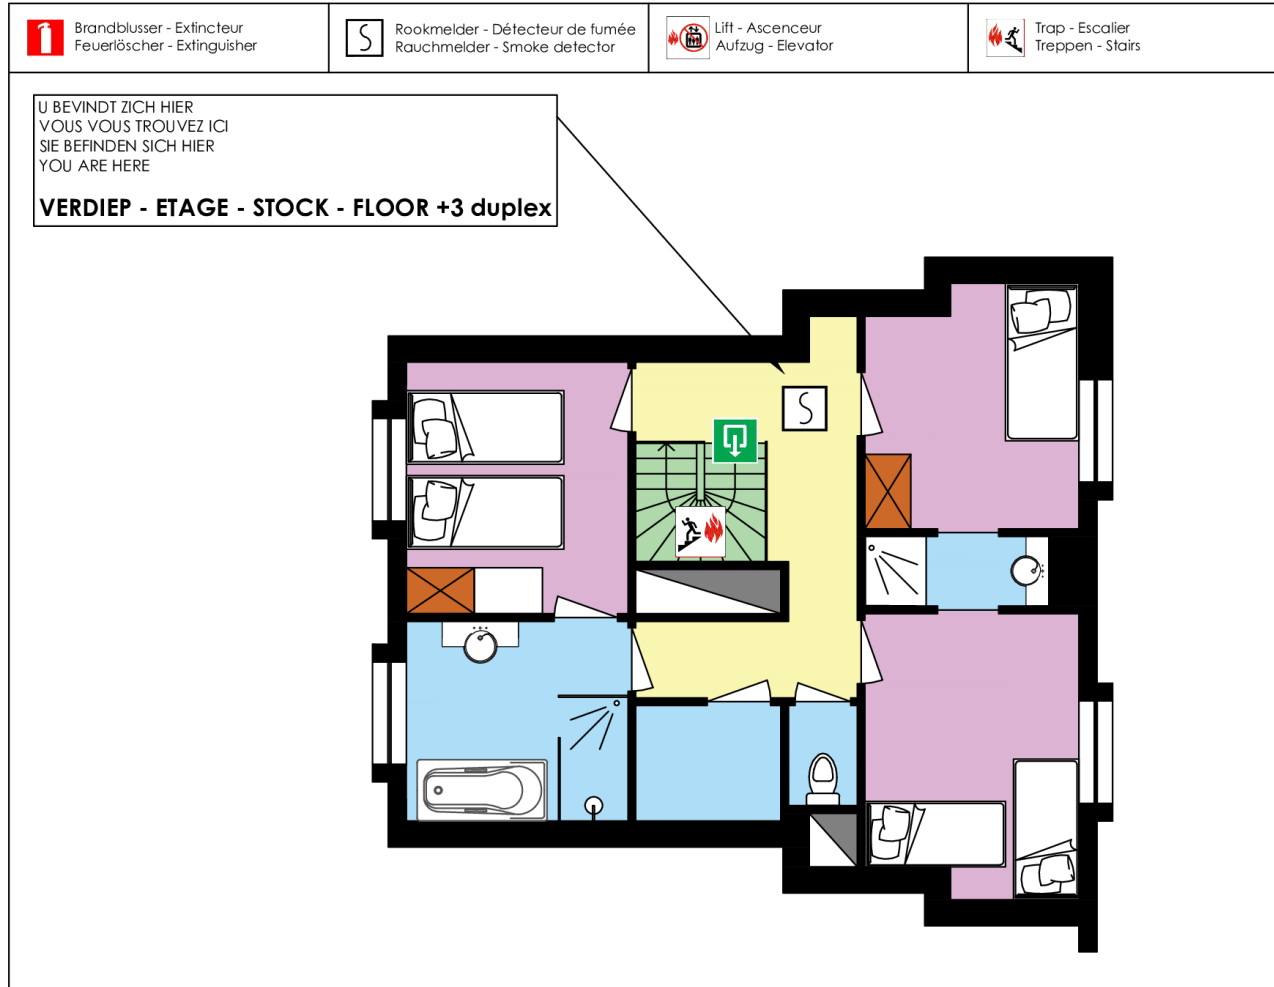 Brandblusser - Extincteur
Feuerlöscher - Extinguisher
S
Rookmelder - Détecteur de fumée
Rauchmelder - Smoke detector
Lift - Ascenceur
Aufzug - Elevator
Trap - Escalier
Treppen - Stairs
U BEVINDT ZICH HIER
VOUS VOUS TROUVEZ ICI
SIE BEFINDEN SICH HIER
YOU ARE HERE
VERDIEP - ETAGE - STOCK - FLOOR +3 duplex
S